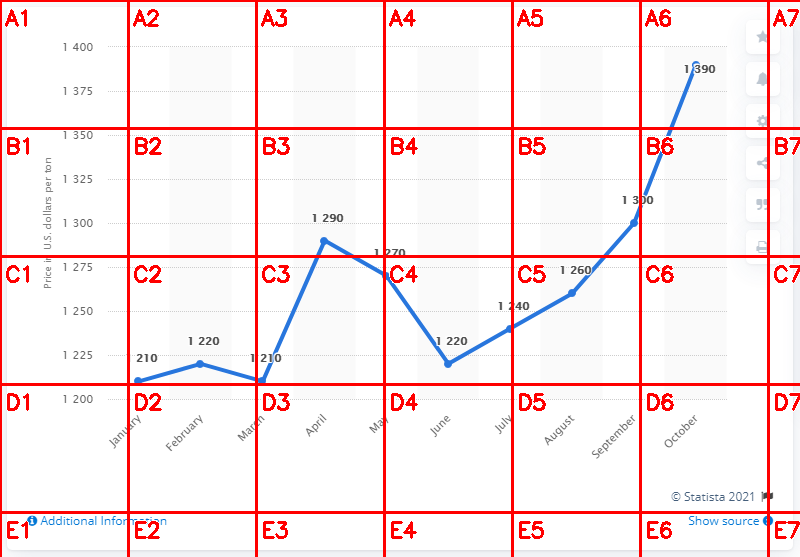 A1 A2 A3 A4 A5 A6 A7
1 400
1 390
1 375
1 350
B1 B2 B3 B4 B5 B6 B7
1 325
1 300
1 290
1 300
1 270
Price in U.S. dollars per ton
C1 C2 C3 C4 C5 C6 C7
1 275
1 260
1 250
1 240
1 220
1 220
1 225
210
1 210
1 200
D1 D2 D3 D4 D5 D6 D7
January February March April May June July August September October
© Statista 2021
Additional Information
Show source
E1 E2 E3 E4 E5 E6 E7